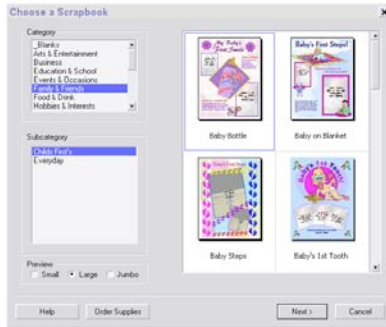 Choose a Scrapbook
x
Category
_Blanks
Arts & Entertainment
Business
Education & School
Events & Occasions
Family & Friends
Food & Drink
Hobbies & Interests
Subcategory
Childs First's
Everyday
Preview
Small
Large
Jumbo
Baby's First Steps!
Baby Bottle
Baby on Blanket
Baby Steps
Baby's 1st Tooth
Help
Order Supplies
Next >
Cancel